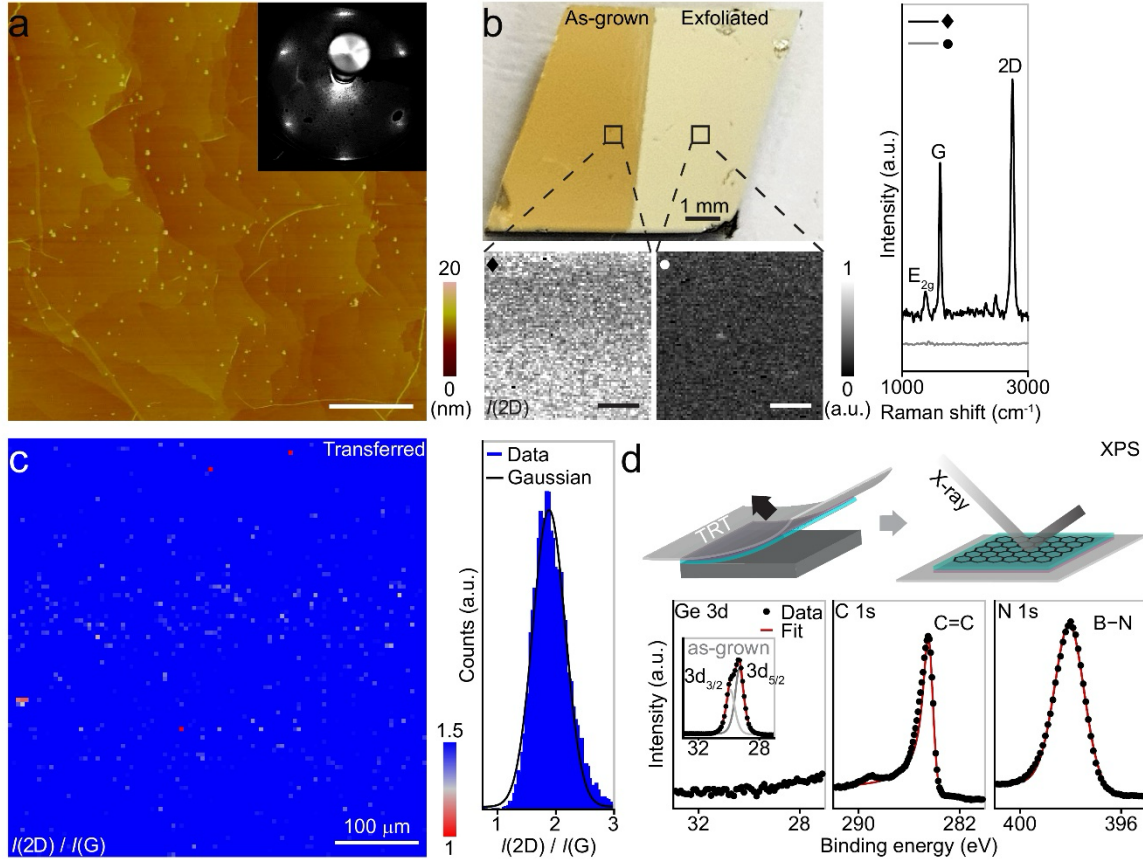 a
20
0
(nm)
b
As-grown
Exfoliated
1 mm
I(2D)
1
0
(a.u.)
Intensity (a.u.)
E2g
G
2D
1000
3000
Raman shift (cm⁻¹)
c
Transferred
I(2D) / I(G)
100 μm
1.5
1
Data
Gaussian
Counts (a.u.)
1
2
3
I(2D) / I(G)
d
XPS
TRT
X-ray
Intensity (a.u.)
Ge 3d
Data
Fit
as-grown
3d3/2
3d5/2
32
28
32
28
C 1s
C=C
290
282
N 1s
B−N
400
396
Binding energy (eV)